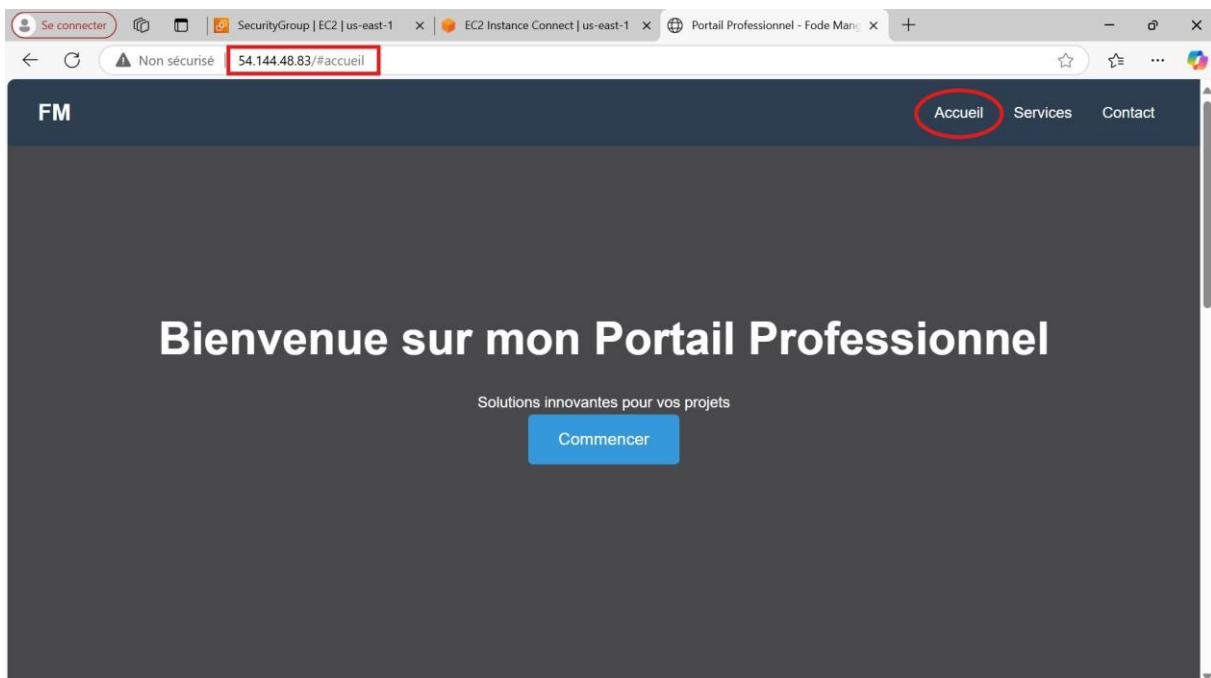 Se connecter
SecurityGroup | EC2 | us-east-1
EC2 Instance Connect | us-east-1
Portail Professionnel - Fode Mang
Non sécurisé
54.144.48.83/#accueil
FM
Accueil
Services
Contact
Bienvenue sur mon Portail Professionnel
Solutions innovantes pour vos projets
Commencer